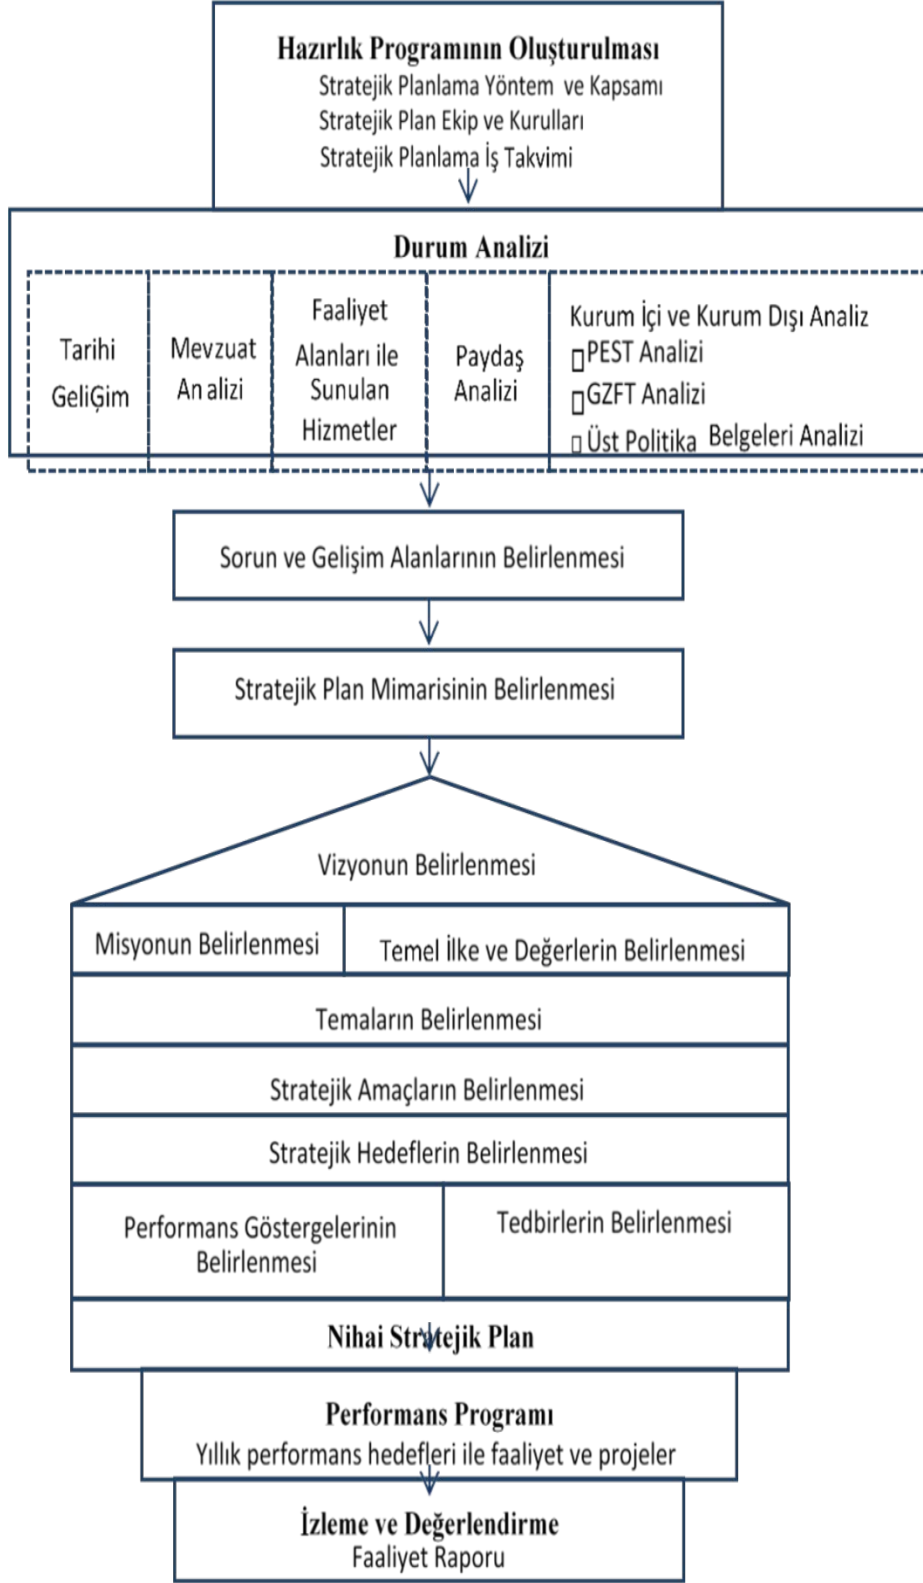 Hazırlık Programının Oluşturulması
Stratejik Planlama Yöntem ve Kapsamı
Stratejik Plan Ekip ve Kurulları
Stratejik Planlama İş Takvimi
Durum Analizi
Tarihi
GeliĢim
Mevzuat
Analizi
Faaliyet
Alanları ile
Sunulan
Hizmetler
Paydaş
Analizi
Kurum İçi ve Kurum Dışı Analiz
PEST Analizi
GZFT Analizi
Üst Politika Belgeleri Analizi
Sorun ve Gelişim Alanlarının Belirlenmesi
Stratejik Plan Mimarisinin Belirlenmesi
Vizyonun Belirlenmesi
Misyonun Belirlenmesi
Temel İlke ve Değerlerin Belirlenmesi
Temaların Belirlenmesi
Stratejik Amaçların Belirlenmesi
Stratejik Hedeflerin Belirlenmesi
Performans Göstergelerinin
Belirlenmesi
Tedbirlerin Belirlenmesi
Nihai Stratejik Plan
Performans Programı
Yıllık performans hedefleri ile faaliyet ve projeler
İzleme ve Değerlendirme
Faaliyet Raporu